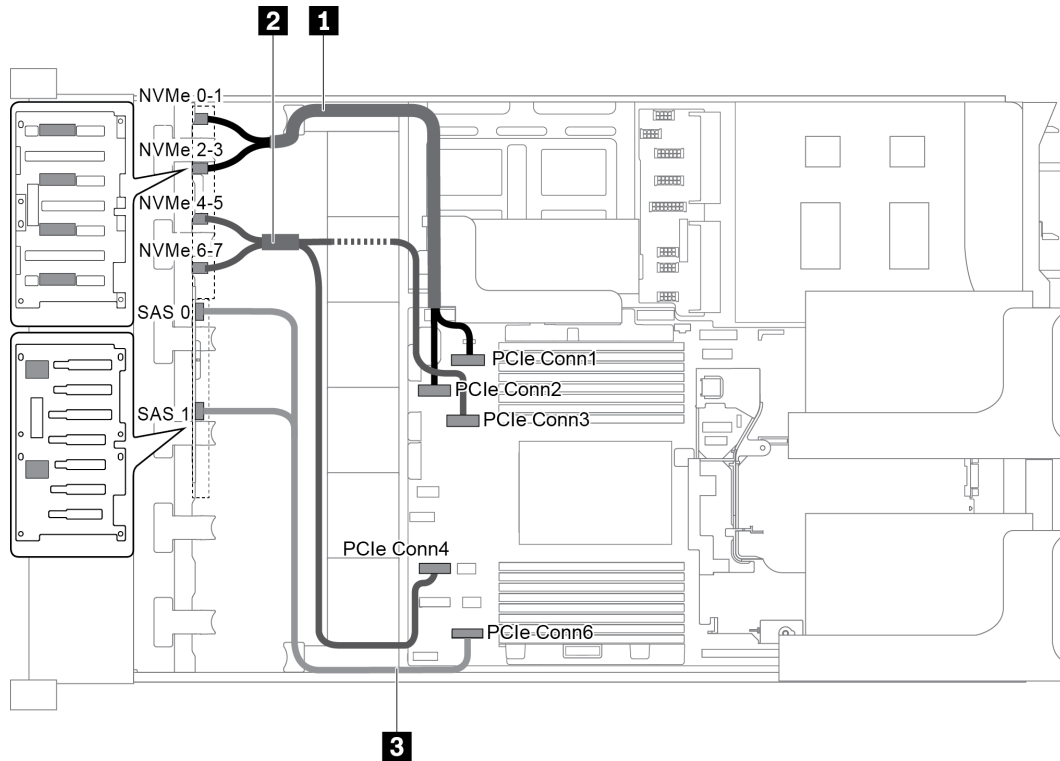 2 1
NVMe 0-1
NVMe 2-3
NVMe 4-5
NVMe 6-7
SAS 0
PCIe Conn1
PCIe Conn2
SAS 1
PCIe Conn3
PCIe Conn4
PCIe Conn6
3